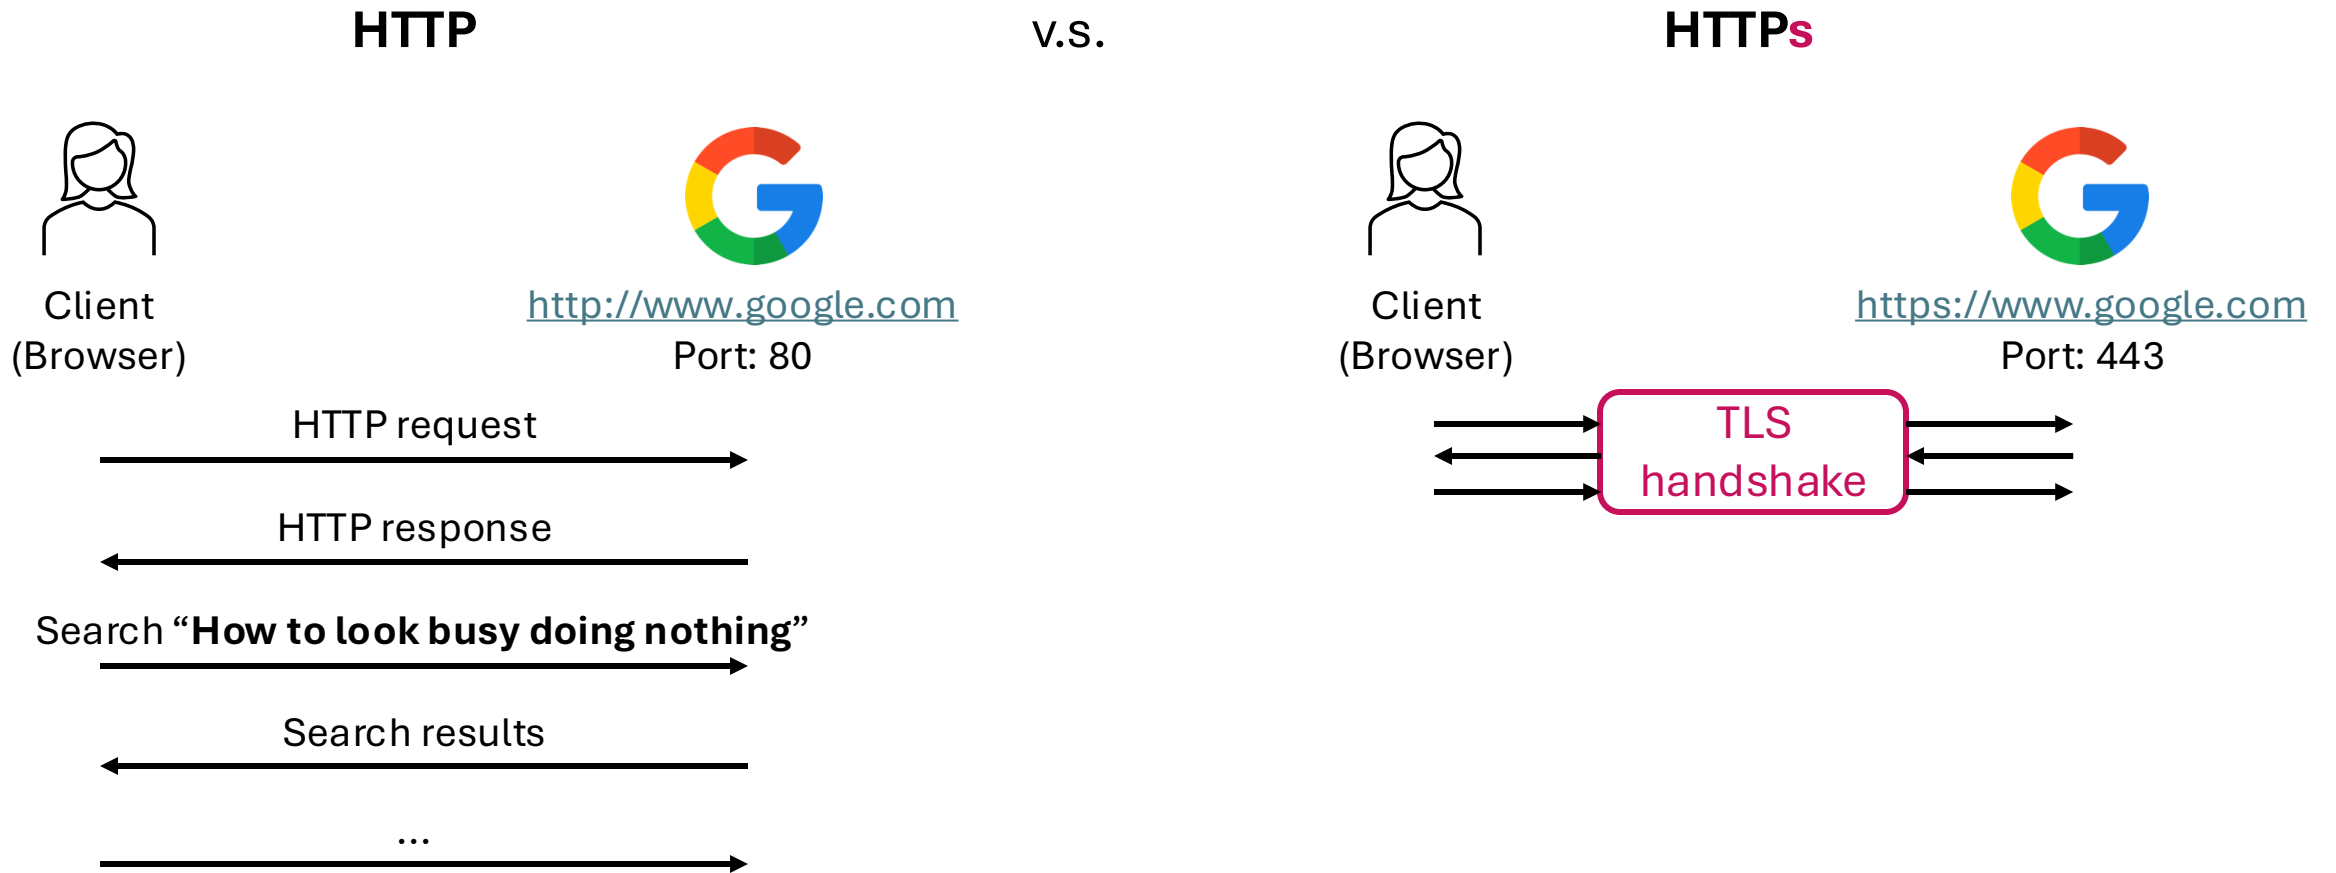 HTTP
v.s.
HTTPs
Client
(Browser)
http://www.google.com
Port: 80
HTTP request
HTTP response
Search “How to look busy doing nothing”
Search results
...
Client
(Browser)
https://www.google.com
Port: 443
TLS
handshake